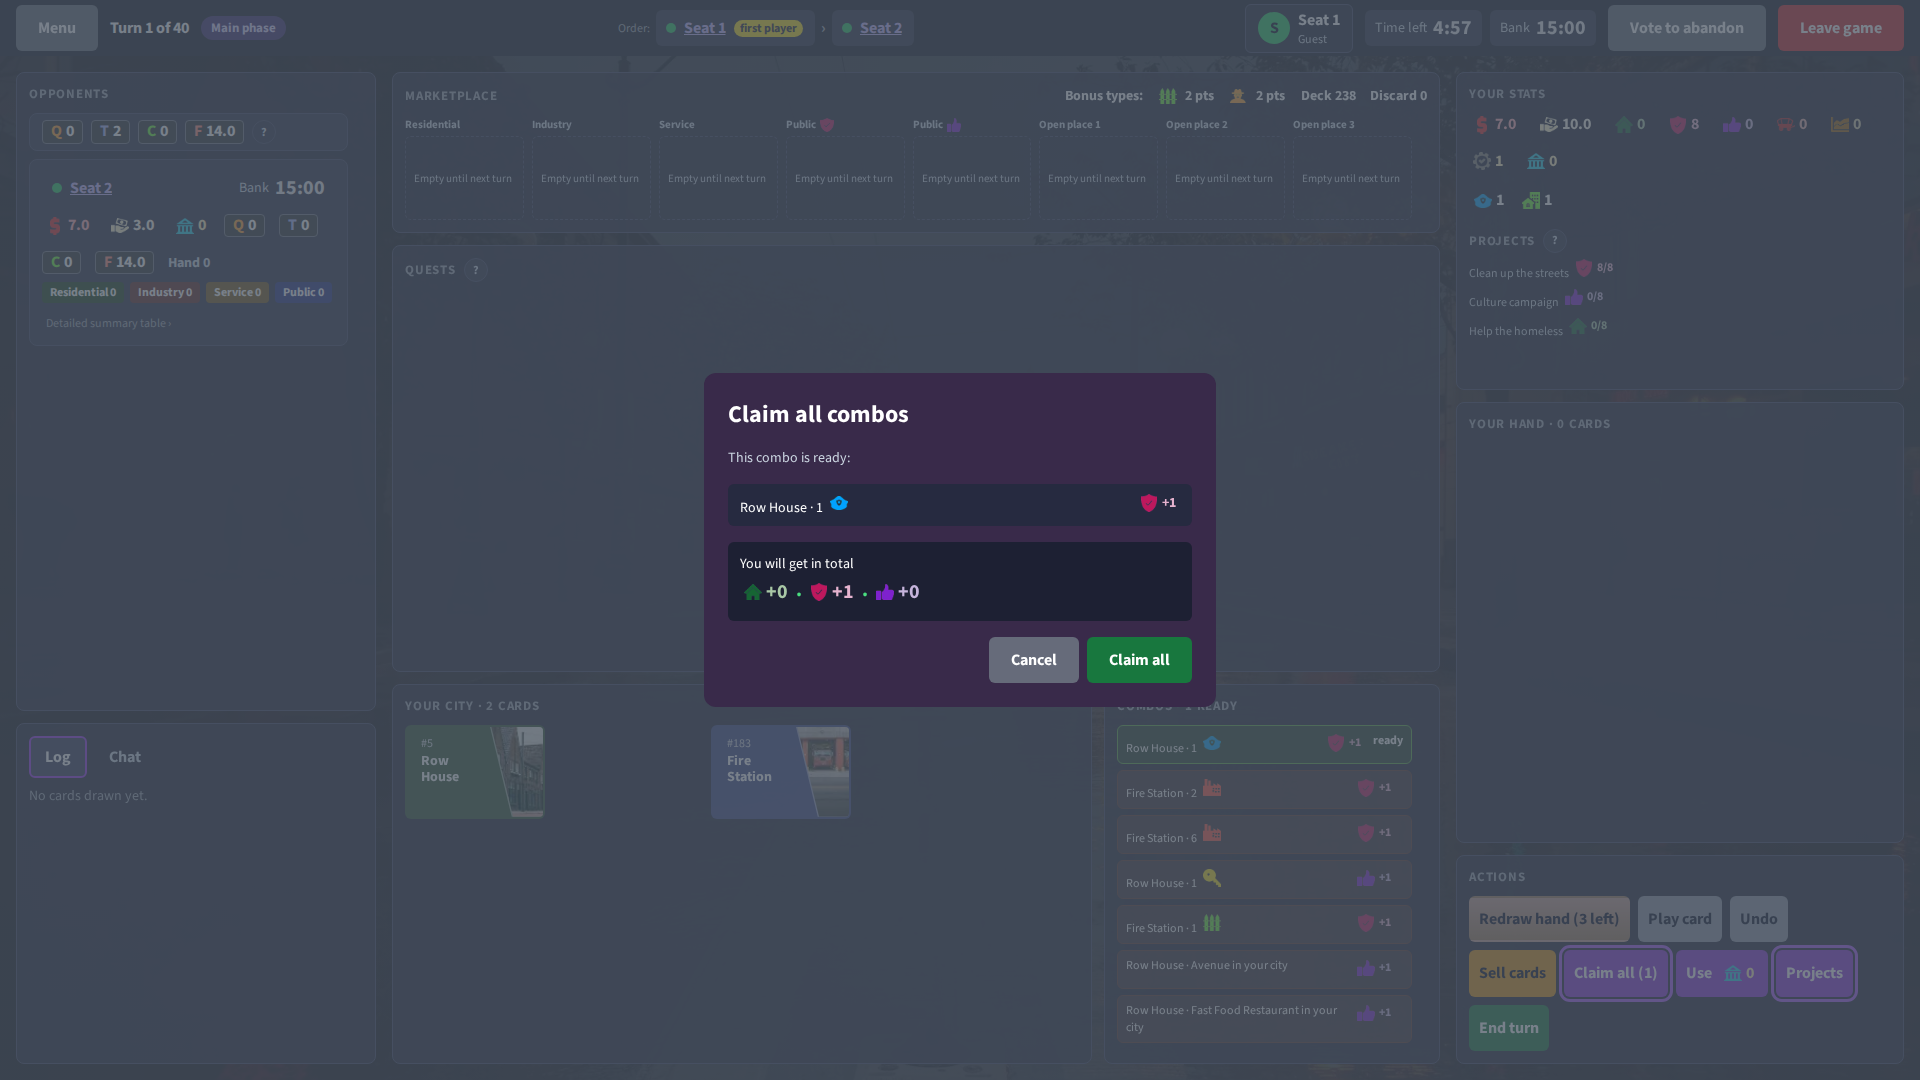 Menu
Turn 1 of 40
Main phase
Order:
Seat 1
first player
›
Seat 2
S
Seat 1
Guest
Time left 4:57
Bank 15:00
Vote to abandon
Leave game
OPPONENTS
Q 0
T 2
C 0
F 14.0
?
Seat 2
Bank 15:00
7.0
3.0
0
Q 0
T 0
C 0
F 14.0
Hand 0
Residential 0
Industry 0
Service 0
Public 0
Detailed summary table ›
Log
Chat
No cards drawn yet.
MARKETPLACE
Bonus types:
2 pts
2 pts
Deck 238
Discard 0
Residential
Industry
Service
Public
Public
Open place 1
Open place 2
Open place 3
Empty until next turn
Empty until next turn
Empty until next turn
Empty until next turn
Empty until next turn
Empty until next turn
Empty until next turn
Empty until next turn
QUESTS
?
Claim all combos
This combo is ready:
Row House · 1
+1
You will get in total
+0 • +1 • +0
Cancel
Claim all
YOUR CITY · 2 CARDS
#5
Row
House
#183
Fire
Station
COMBOS · 1 READY
Row House · 1
+1
ready
Fire Station · 2
+1
Fire Station · 6
+1
Row House · 1
+1
Fire Station · 1
+1
Row House · Avenue in your city
+1
Row House · Fast Food Restaurant in your
city
+1
YOUR STATS
7.0
10.0
0
8
0
0
0
1
0
1
1
PROJECTS
?
Clean up the streets
8/8
Culture campaign
0/8
Help the homeless
0/8
YOUR HAND · 0 CARDS
ACTIONS
Redraw hand (3 left)
Play card
Undo
Sell cards
Claim all (1)
Use 0
Projects
End turn